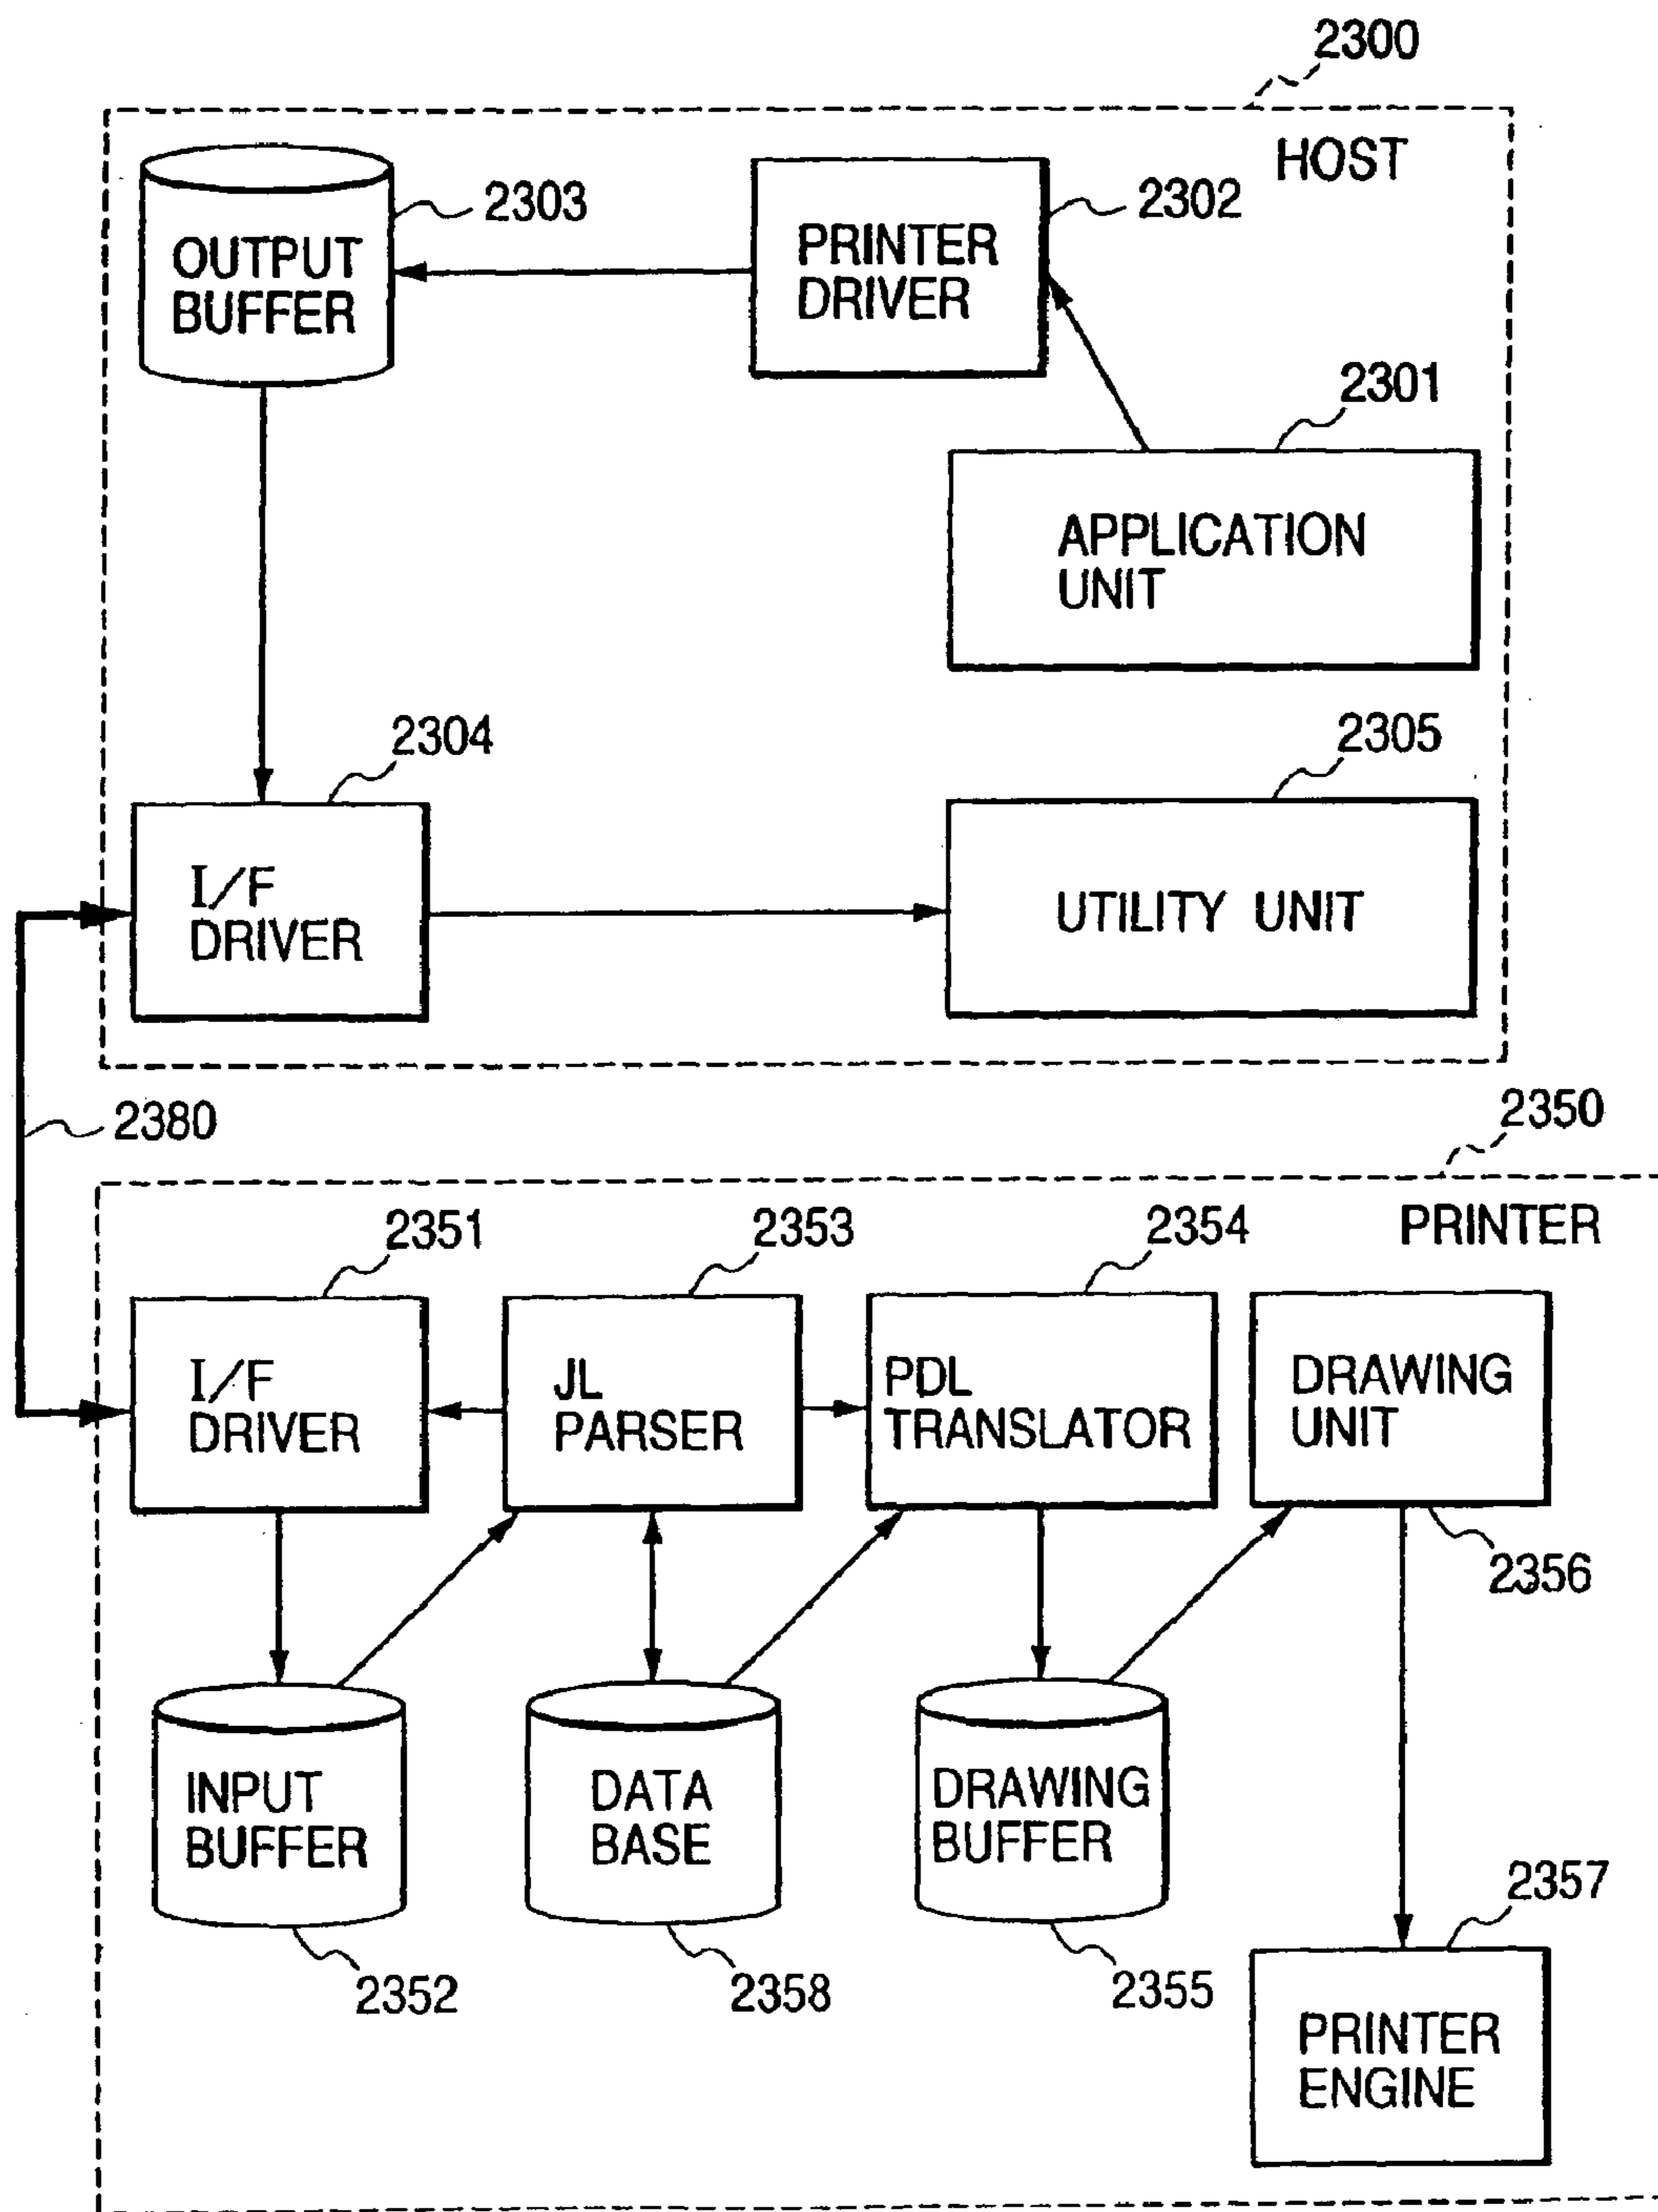 2300
HOST
OUTPUT
BUFFER
2303
PRINTER
DRIVER
2302
2301
APPLICATION
UNIT
2304
2305
I/F
DRIVER
UTILITY UNIT
2380
2350
PRINTER
2351
2353
2354
I/F
DRIVER
JL
PARSER
PDL
TRANSLATOR
DRAWING
UNIT
2356
INPUT
BUFFER
DATA
BASE
DRAWING
BUFFER
2352
2358
2355
2357
PRINTER
ENGINE